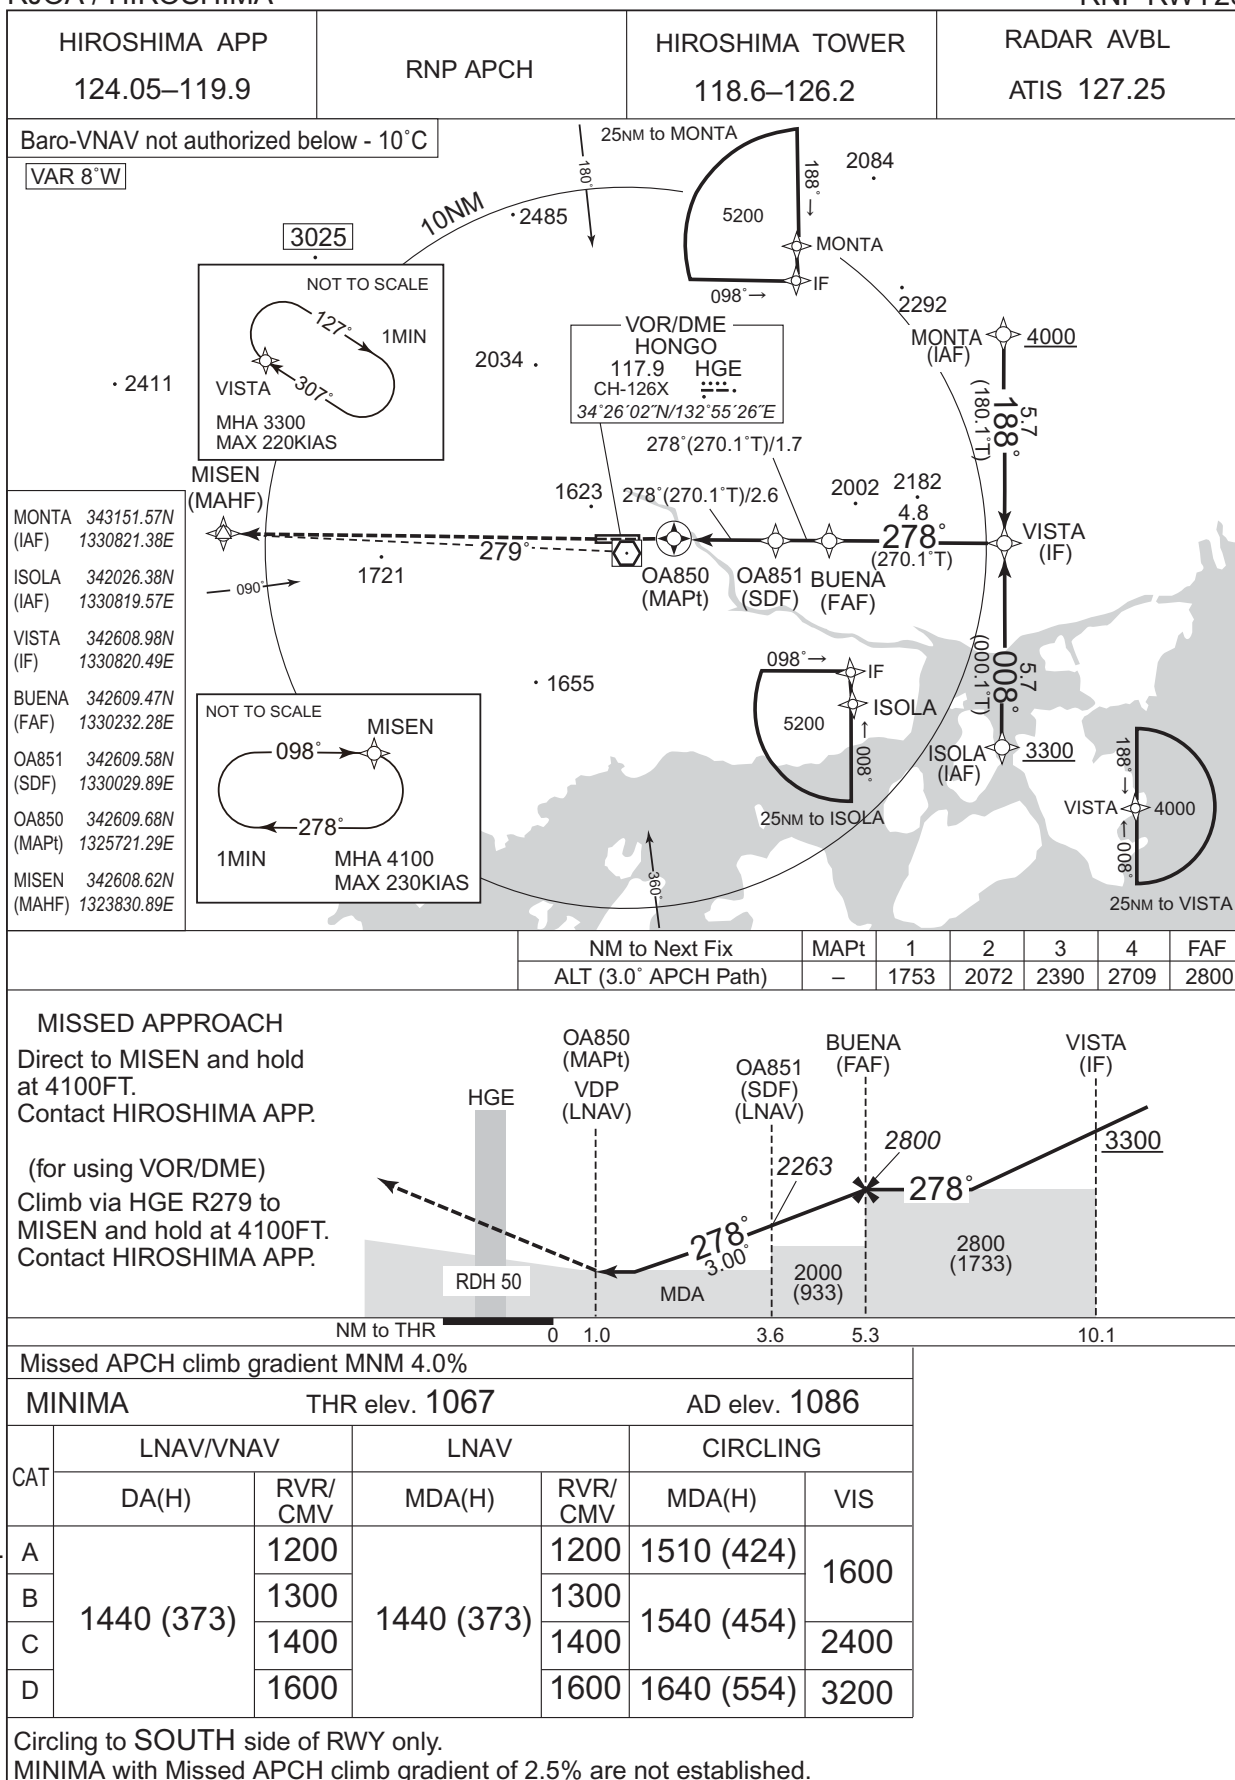 HIROSHIMA APP
124.05–119.9
RNP APCH
HIROSHIMA TOWER
118.6–126.2
RADAR AVBL
ATIS 127.25
Baro-VNAV not authorized below - 10˚C
VAR 8˚W
10NM
180˚
25NM to MONTA
188˚ →
5200
MONTA
IF
098˚→
2084
2485
3025
2292
2034
2411
NOT TO SCALE
127˚
1MIN
307˚
VISTA
MHA 3300
MAX 220KIAS
VOR/DME
HONGO
117.9 HGE
CH-126X
34˚26´02˝N/132˚55´26˝E
MONTA
(IAF)
4000
5.7
188˚
(180.1˚T)
278˚(270.1˚T)/1.7
278˚(270.1˚T)/2.6
MISEN
(MAHF)
1623
2002
2182
4.8
278˚
(270.1˚T)
VISTA
(IF)
279˚
1721
090˚
OA850
(MAPt)
OA851
(SDF)
BUENA
(FAF)
MONTA 343151.57N
(IAF) 1330821.38E
ISOLA 342026.38N
(IAF) 1330819.57E
VISTA 342608.98N
(IF) 1330820.49E
BUENA 342609.47N
(FAF) 1330232.28E
OA851 342609.58N
(SDF) 1330029.89E
OA850 342609.68N
(MAPt) 1325721.29E
MISEN 342608.62N
(MAHF) 1323830.89E
1655
098˚→
IF
5200
ISOLA
← 008˚
25NM to ISOLA
5.7
008˚
(000.1˚T)
ISOLA
(IAF)
3300
188˚ →
VISTA
4000
← 008˚
25NM to VISTA
NOT TO SCALE
MISEN
098˚
278˚
1MIN
MHA 4100
MAX 230KIAS
360˚
NM to Next Fix MAPt 1 2 3 4 FAF
ALT (3.0˚ APCH Path) – 1753 2072 2390 2709 2800
MISSED APPROACH
Direct to MISEN and hold
at 4100FT.
Contact HIROSHIMA APP.
(for using VOR/DME)
Climb via HGE R279 to
MISEN and hold at 4100FT.
Contact HIROSHIMA APP.
HGE
OA850
(MAPt)
VDP
(LNAV)
OA851
(SDF)
(LNAV)
BUENA
(FAF)
VISTA
(IF)
2263
2800
3300
278˚
278˚
3.00˚
RDH 50
MDA
2000
(933)
2800
(1733)
NM to THR 0 1.0 3.6 5.3 10.1
Missed APCH climb gradient MNM 4.0%
MINIMA THR elev. 1067 AD elev. 1086
CAT LNAV/VNAV LNAV CIRCLING
DA(H) RVR/CMV MDA(H) RVR/CMV MDA(H) VIS
A 1440 (373) 1200 1440 (373) 1200 1510 (424) 1600
B 1300 1300 1540 (454)
C 1400 1400 2400
D 1600 1600 1640 (554) 3200
Circling to SOUTH side of RWY only.
MINIMA with Missed APCH climb gradient of 2.5% are not established.